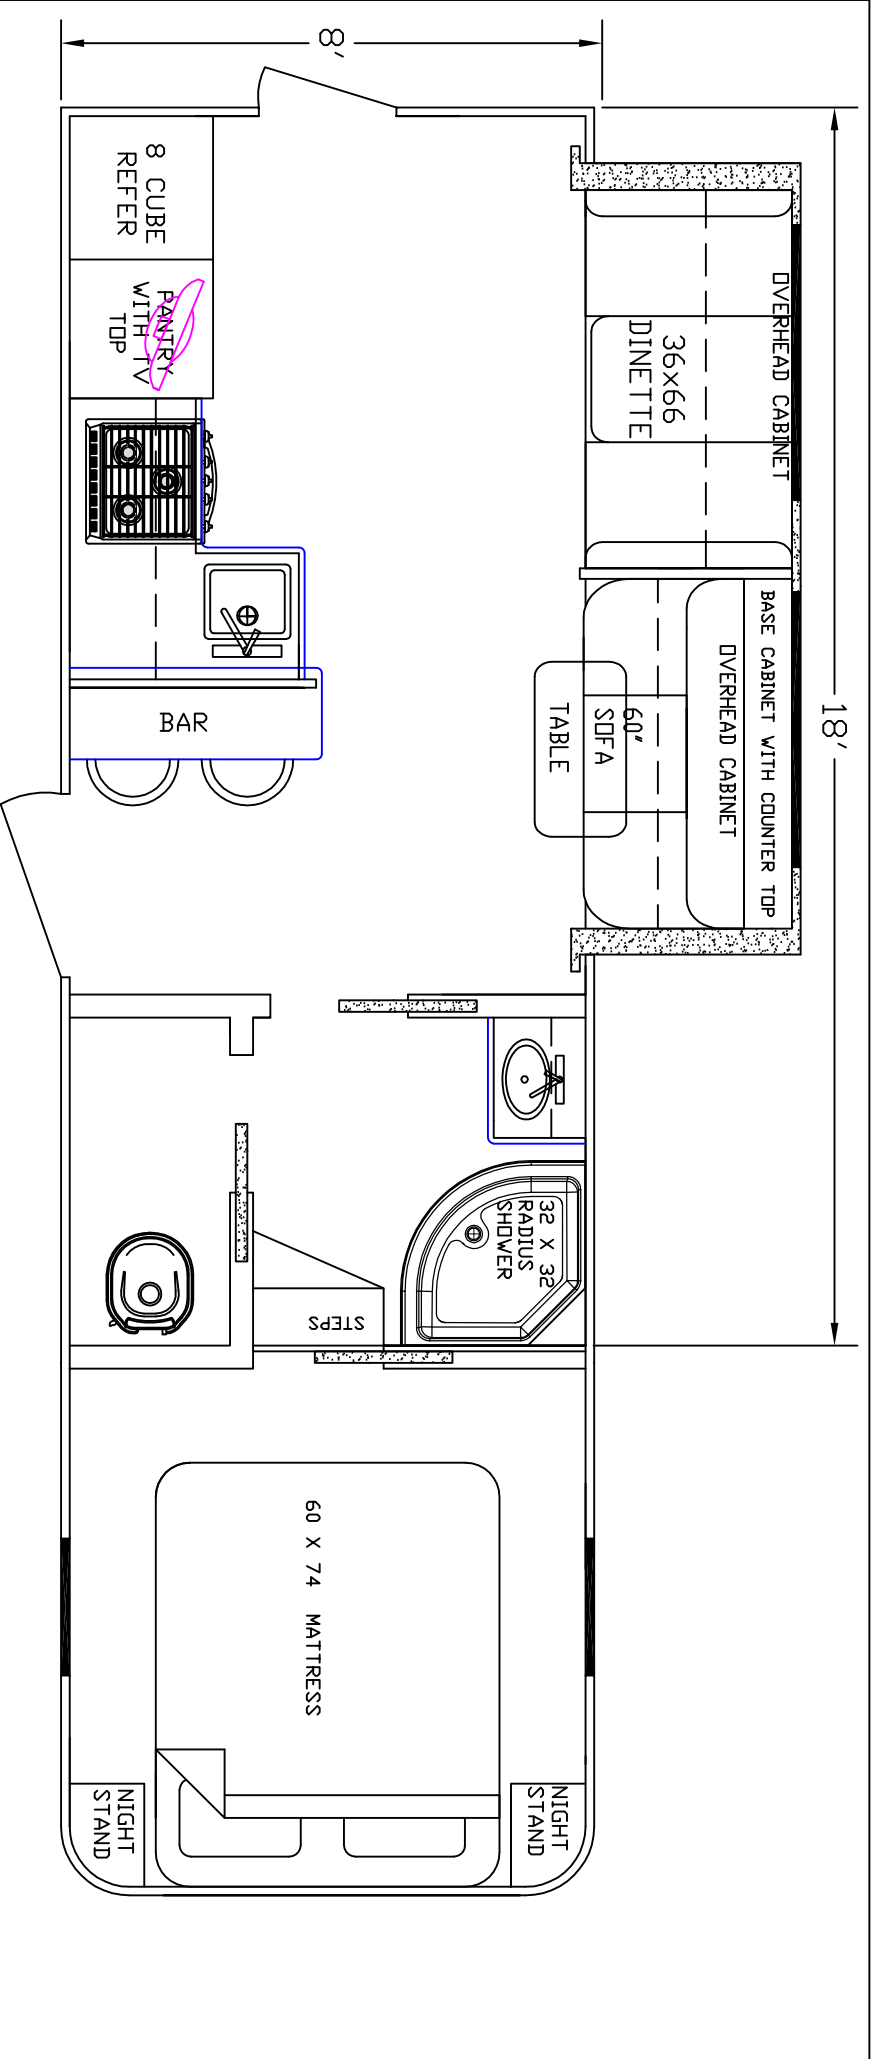 8'
18'
8 CUBE
REFER
PANTRY
WITH TV
TOP
OVERHEAD CABINET
36x66
DINETTE
BASE CABINET WITH COUNTER TOP
OVERHEAD CABINET
60"
SOFA
TABLE
BAR
32 X 32
RADIUS
SHOWER
STEPS
60 X 74 MATTRESS
NIGHT
STAND
NIGHT
STAND